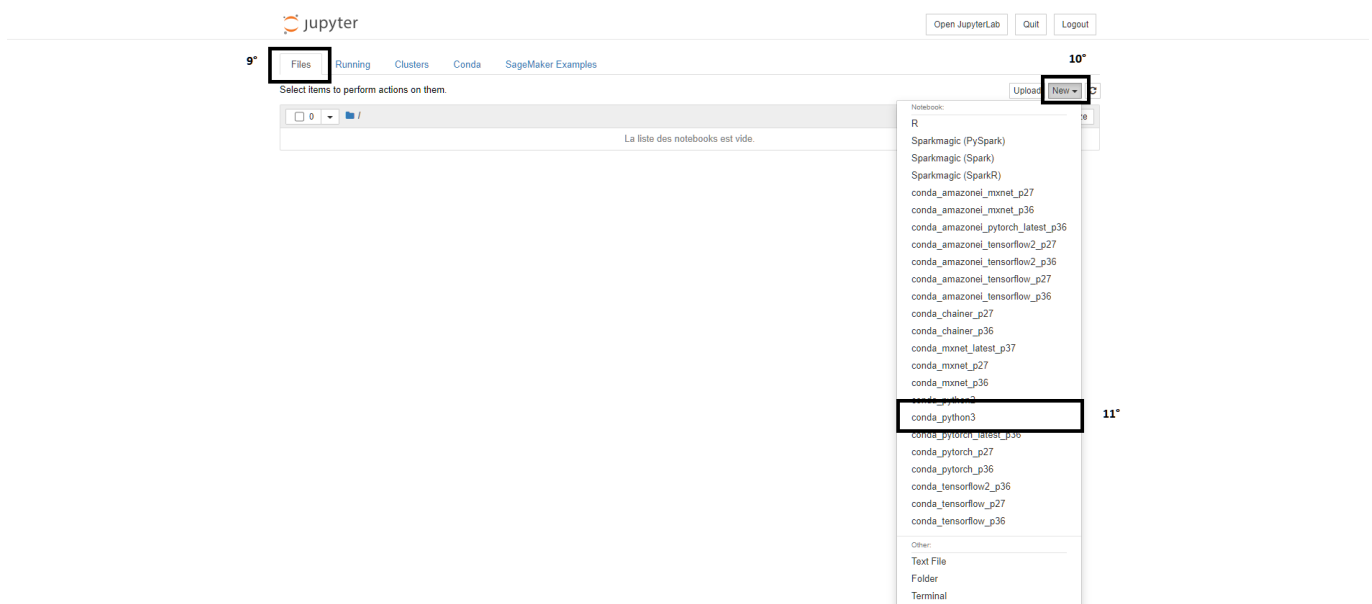 jupyter
Open JupyterLab Quit Logout
9°
Files Running Clusters Conda SageMaker Examples
10°
Select items to perform actions on them.
Upload New
0 /
La liste des notebooks est vide.
Notebook:
R
Sparkmagic (PySpark)
Sparkmagic (Spark)
Sparkmagic (SparkR)
conda_amazonei_mxnet_p27
conda_amazonei_mxnet_p36
conda_amazonei_pytorch_latest_p36
conda_amazonei_tensorflow2_p27
conda_amazonei_tensorflow2_p36
conda_amazonei_tensorflow_p27
conda_amazonei_tensorflow_p36
conda_chainer_p27
conda_chainer_p36
conda_mxnet_latest_p37
conda_mxnet_p27
conda_mxnet_p36
conda_python2
conda_python3
11°
conda_pytorch_latest_p36
conda_pytorch_p27
conda_pytorch_p36
conda_tensorflow2_p36
conda_tensorflow_p27
conda_tensorflow_p36
Other:
Text File
Folder
Terminal